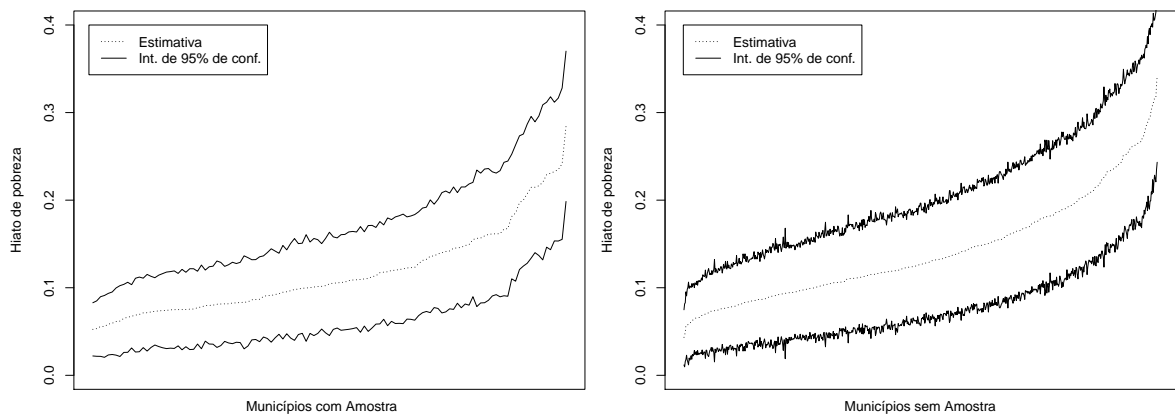 0.4
0.3
0.2
0.1
0.0
Hiato de pobreza
Estimativa
Int. de 95% de conf.
Municípios com Amostra
0.4
0.3
0.2
0.1
0.0
Hiato de pobreza
Estimativa
Int. de 95% de conf.
Municípios sem Amostra